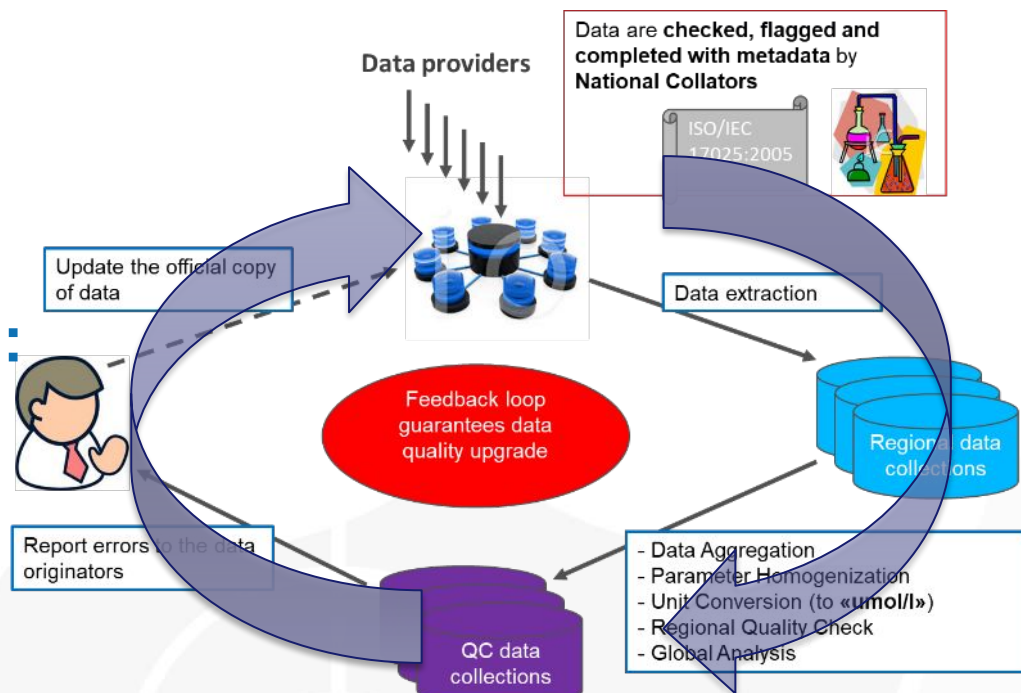 Data are checked, flagged and
completed with metadata by
National Collators
ISO/IEC
17025:2005
Data providers
Update the official copy
of data
Data extraction
Feedback loop
guarantees data
quality upgrade
Regional data
collections
Report errors to the data
originators
- Data Aggregation
- Parameter Homogenization
- Unit Conversion (to «umol/l»)
- Regional Quality Check
- Global Analysis
QC data
collections